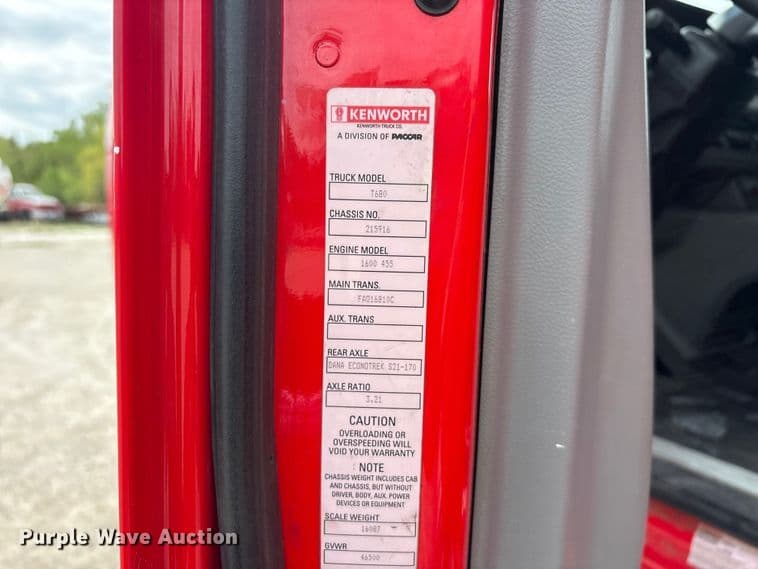 KENWORTH
KENWORTH TRUCK CO.
A DIVISION OF PACCAR
TRUCK MODEL
T680
CHASSIS NO.
215916
ENGINE MODEL
1600 455
MAIN TRANS.
FAO16810C
AUX. TRANS
REAR AXLE
DANA ECONOTREK S21-170
AXLE RATIO
3.21
CAUTION
OVERLOADING OR
OVERSPEEDING WILL
VOID YOUR WARRANTY
NOTE
CHASSIS WEIGHT INCLUDES CAB
AND CHASSIS, BUT WITHOUT
DRIVER, BODY, AUX. POWER
DEVICES OR EQUIPMENT
SCALE WEIGHT
16087
GVWR
46500
Purple Wave Auction